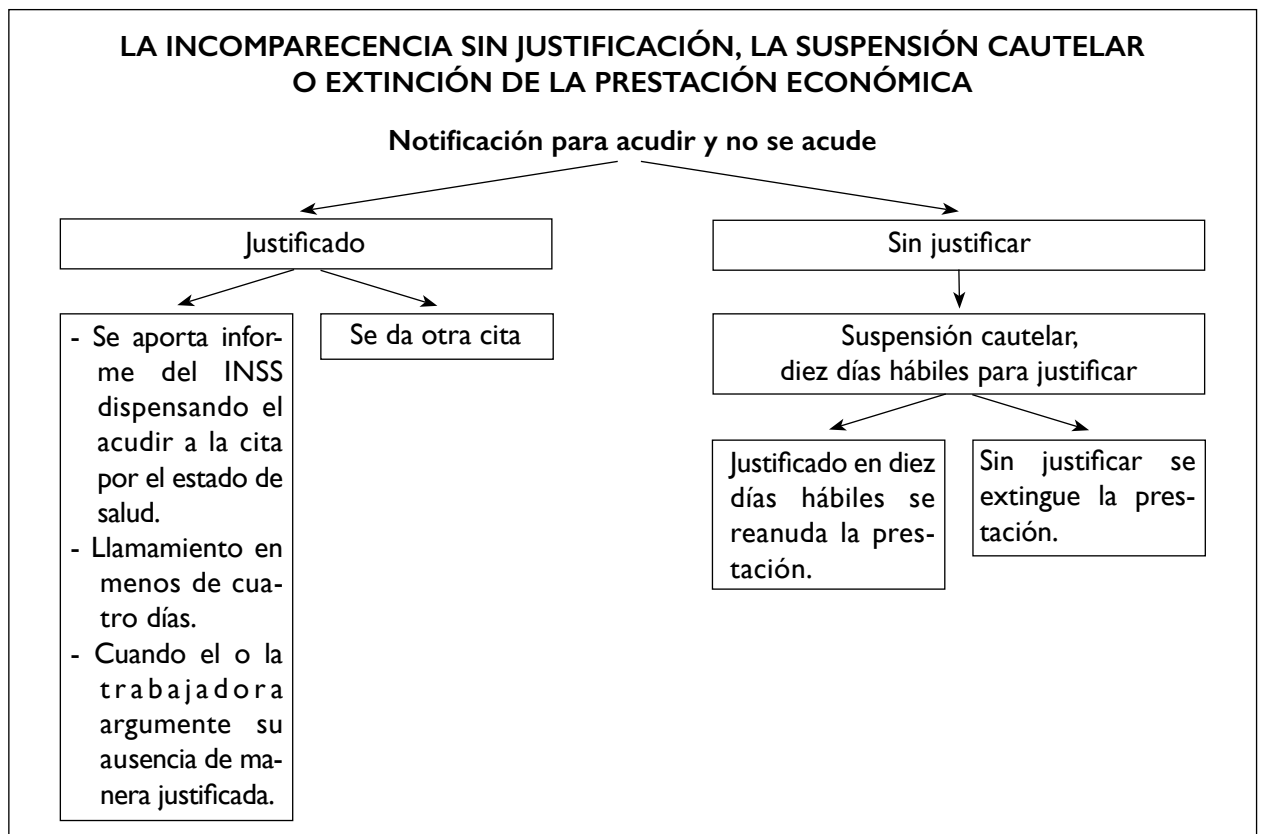 LA INCOMPARECENCIA SIN JUSTIFICACIÓN, LA SUSPENSIÓN CAUTELAR
O EXTINCIÓN DE LA PRESTACIÓN ECONÓMICA
Notificación para acudir y no se acude
Justificado
- Se aporta infor-
me del INSS
dispensando el
acudir a la cita
por el estado de
salud.
- Llamamiento en
menos de cua-
tro días.
- Cuando el o la
trabajadora
argumente su
ausencia de ma-
nera justificada.
Se da otra cita
Sin justificar
Suspensión cautelar,
diez días hábiles para justificar
Justificado en diez
días hábiles se
reanuda la pres-
tación.
Sin justificar se
extingue la pres-
tación.